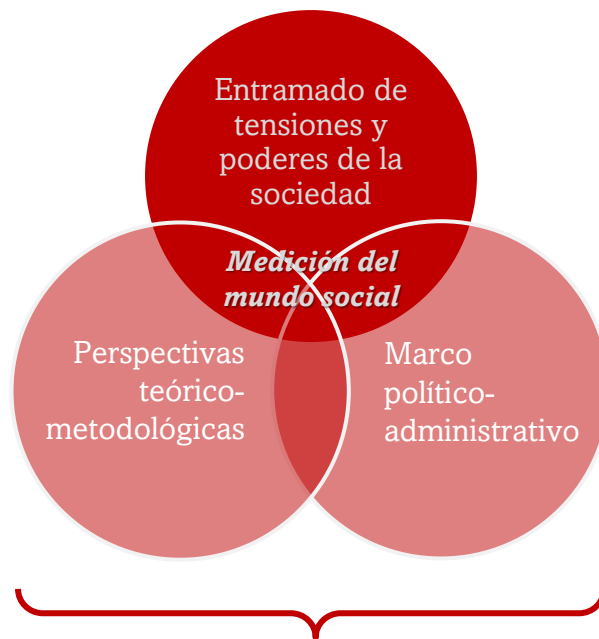 Entramado de
tensiones y
poderes de la
sociedad
Medición del
mundo social
Perspectivas
teórico-
metodológicas
Marco
político-
administrativo